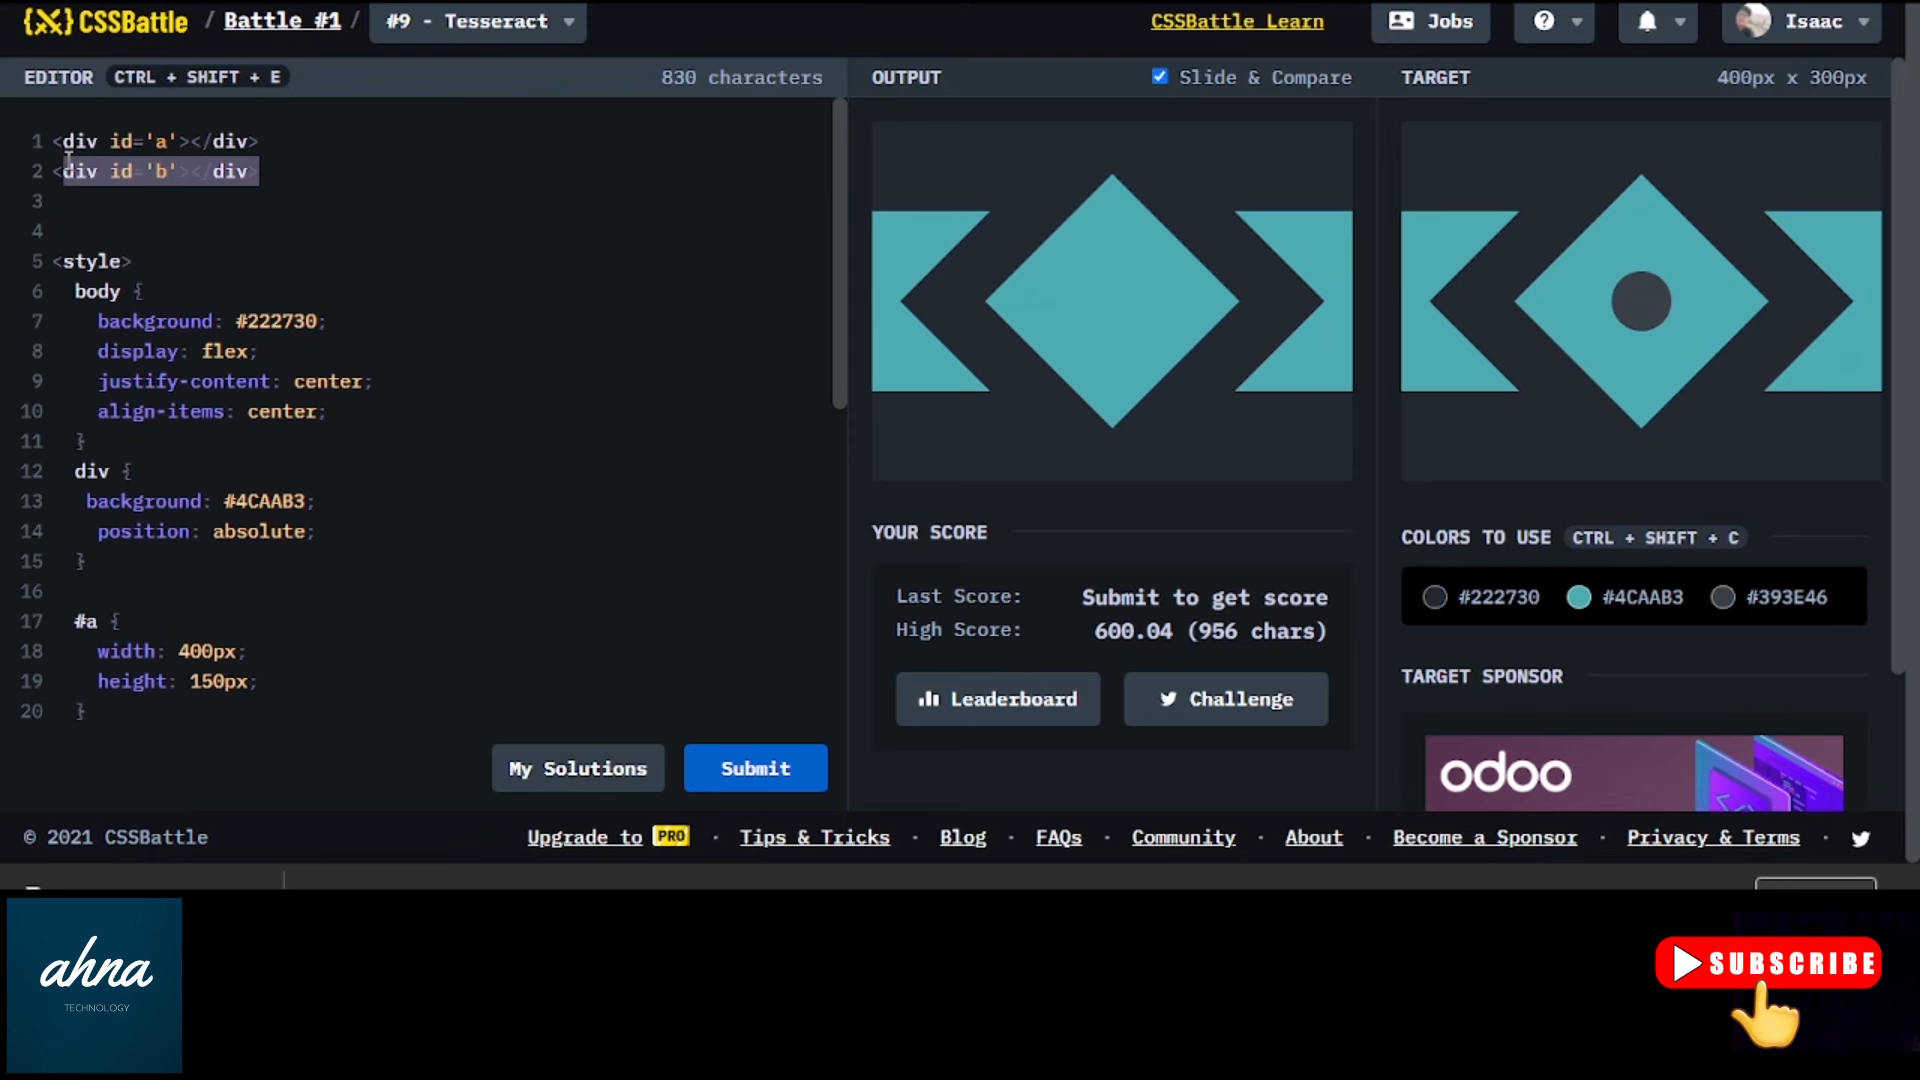 {✕} CSSBattle / Battle #1 / #9 - Tesseract
CSSBattle Learn
Jobs
?
Isaac
EDITOR CTRL + SHIFT + E 830 characters
OUTPUT Slide & Compare
TARGET 400px x 300px
1 <div id='a'></div>
2 <div id='b'></div>
3
4
5 <style>
6 body {
7 background: #222730;
8 display: flex;
9 justify-content: center;
10 align-items: center;
11 }
12 div {
13 background: #4CAAB3;
14 position: absolute;
15 }
16
17 #a {
18 width: 400px;
19 height: 150px;
20 }
My Solutions
Submit
YOUR SCORE
Last Score: Submit to get score
High Score: 600.04 (956 chars)
Leaderboard
Challenge
COLORS TO USE CTRL + SHIFT + C
#222730 #4CAAB3 #393E46
TARGET SPONSOR
odoo
© 2021 CSSBattle
Upgrade to PRO · Tips & Tricks · Blog · FAQs · Community · About · Become a Sponsor · Privacy & Terms ·
ahna
TECHNOLOGY
SUBSCRIBE